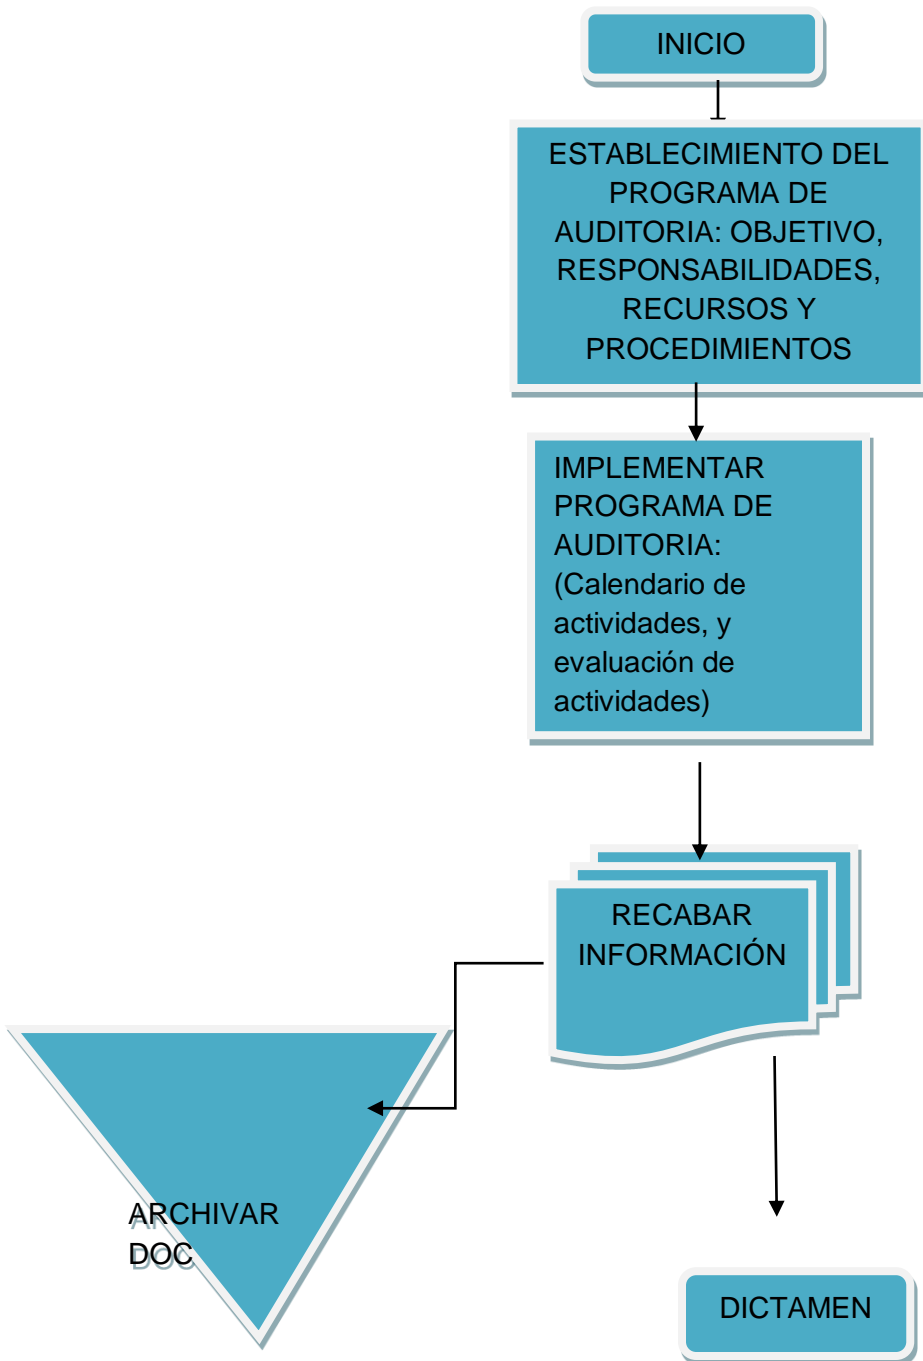 INICIO
ESTABLECIMIENTO DEL
PROGRAMA DE
AUDITORIA: OBJETIVO,
RESPONSABILIDADES,
RECURSOS Y
PROCEDIMIENTOS
IMPLEMENTAR
PROGRAMA DE
AUDITORIA:
(Calendario de
actividades, y
evaluación de
actividades)
RECABAR
INFORMACIÓN
ARCHIVAR
DOC
DICTAMEN